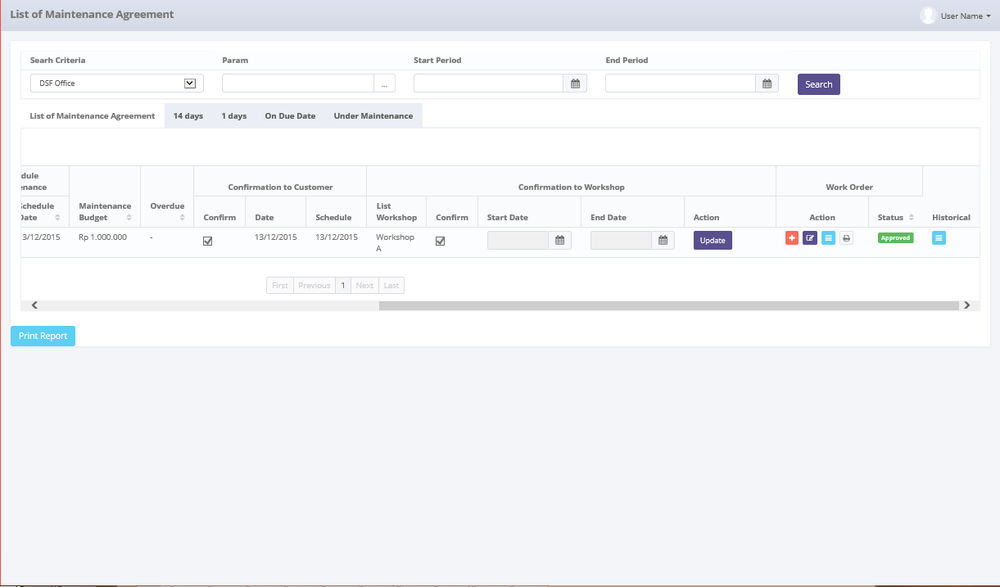 List of Maintenance Agreement
User Name
Searh Criteria
Param
Start Period
End Period
DSF Office
...
Search
List of Maintenance Agreement
14 days
1 days
On Due Date
Under Maintenance
dule
enance
Confirmation to Customer
Confirmation to Workshop
Work Order
Schedule
Date
Maintenance
Budget
Overdue
Confirm
Date
Schedule
List
Workshop
Confirm
Start Date
End Date
Action
Action
Status
Historical
3/12/2015
Rp 1.000.000
-
13/12/2015
13/12/2015
Workshop
A
Update
Approved
First
Previous
1
Next
Last
Print Report